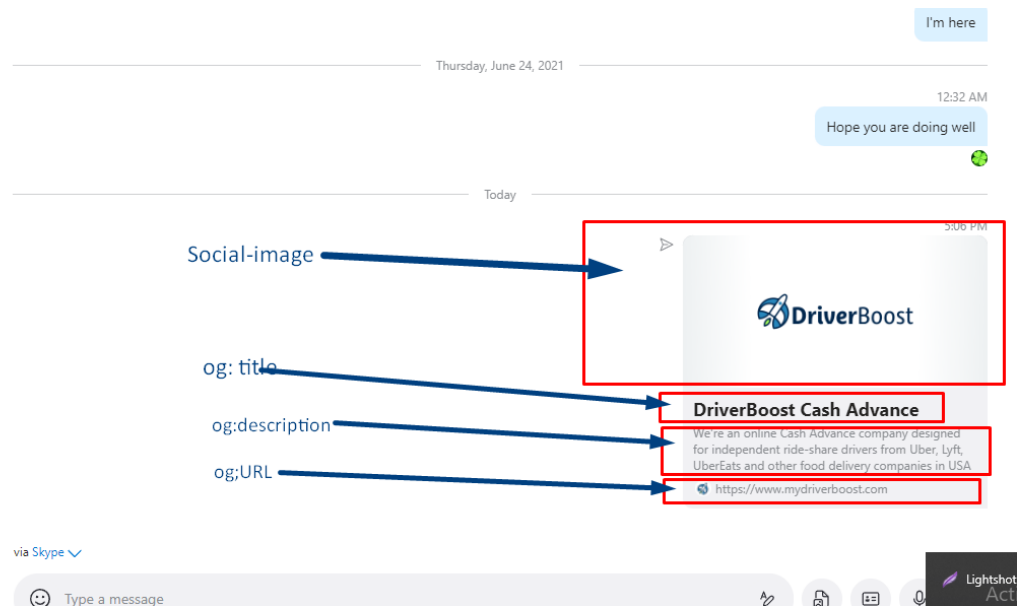 I'm here
Thursday, June 24, 2021
12:32 AM
Hope you are doing well
Today
5:06 PM
Social-image
DriverBoost
og: title
DriverBoost Cash Advance
og:description
We're an online Cash Advance company designed
for independent ride-share drivers from Uber, Lyft,
UberEats and other food delivery companies in USA
og;URL
https://www.mydriverboost.com
via Skype
Type a message
Lightshot
Act